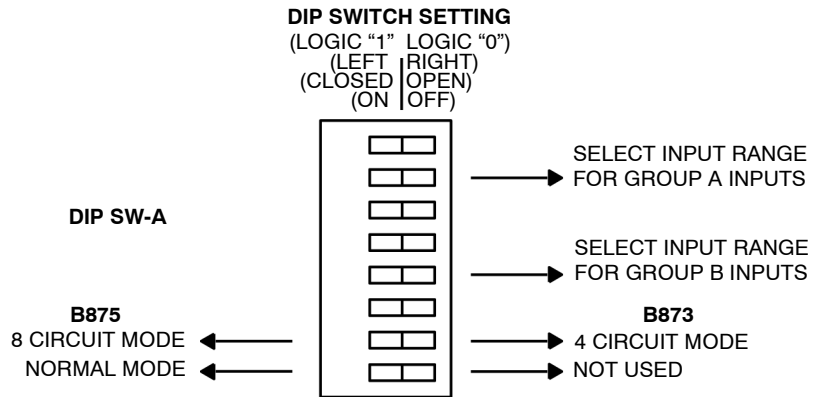 DIP SWITCH SETTING
(LOGIC “1” LOGIC “0”)
(LEFT RIGHT)
(CLOSED OPEN)
(ON OFF)
SELECT INPUT RANGE
FOR GROUP A INPUTS
DIP SW-A
SELECT INPUT RANGE
FOR GROUP B INPUTS
B875 B873
8 CIRCUIT MODE 4 CIRCUIT MODE
NORMAL MODE NOT USED